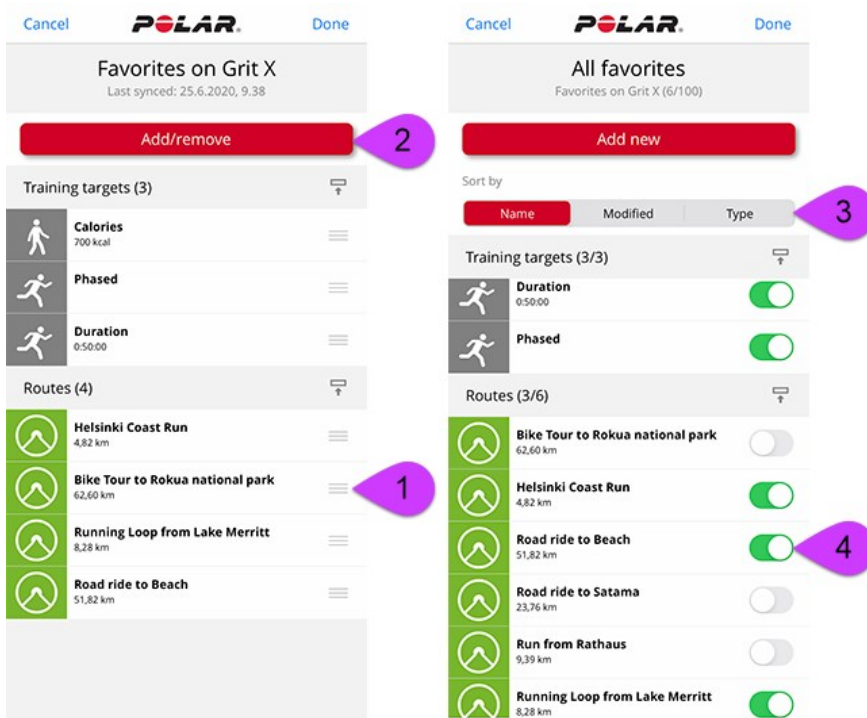 Cancel
POLAR.
Done
Favorites on Grit X
Last synced: 25.6.2020, 9.38
Add/remove
2
Training targets (3)
Calories
700 kcal
Phased
Duration
0:50:00
Routes (4)
Helsinki Coast Run
4,82 km
Bike Tour to Rokua national park
62,60 km
1
Running Loop from Lake Merritt
8,28 km
Road ride to Beach
51,82 km
Cancel
POLAR.
Done
All favorites
Favorites on Grit X (6/100)
Add new
Sort by
Name
Modified
Type
3
Training targets (3/3)
Duration
0:50:00
Phased
Routes (3/6)
Bike Tour to Rokua national park
62,60 km
Helsinki Coast Run
4,82 km
Road ride to Beach
51,82 km
4
Road ride to Satama
23,76 km
Run from Rathaus
9,39 km
Running Loop from Lake Merritt
8,28 km